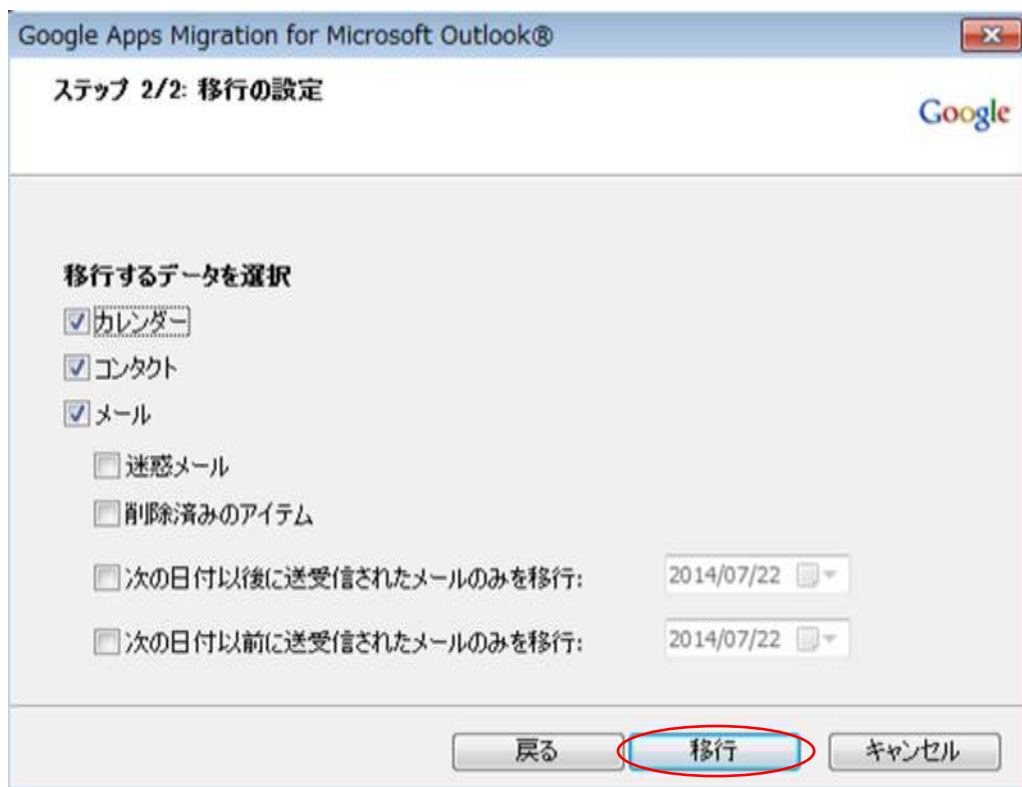 Google Apps Migration for Microsoft Outlook®
ステップ 2/2: 移行の設定
Google
移行するデータを選択
カレンダー
コンタクト
メール
迷惑メール
削除済みのアイテム
次の日付以後に送受信されたメールのみを移行: 2014/07/22
次の日付以前に送受信されたメールのみを移行: 2014/07/22
戻る 移行 キャンセル